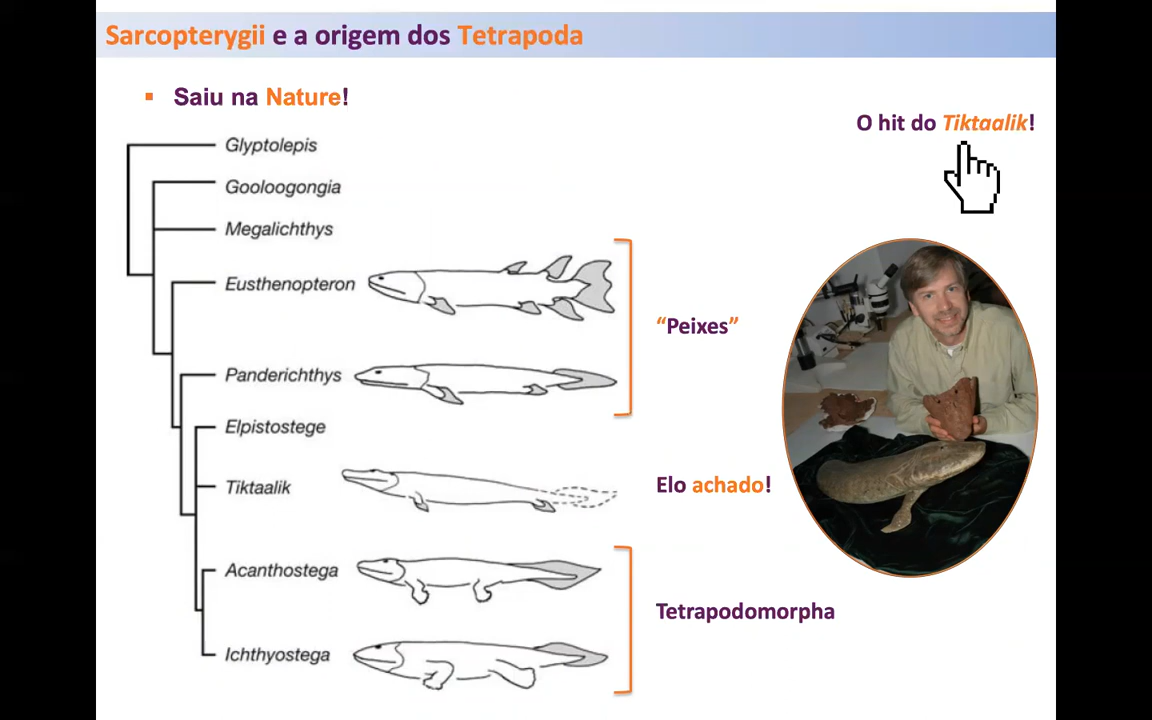 Sarcopterygii e a origem dos Tetrapoda
▪ Saiu na Nature!
O hit do Tiktaalik!
Glyptolepis
Gooloogongia
Megalichthys
Eusthenopteron
"Peixes"
Panderichthys
Elpistostege
Tiktaalik
Elo achado!
Acanthostega
Tetrapodomorpha
Ichthyostega